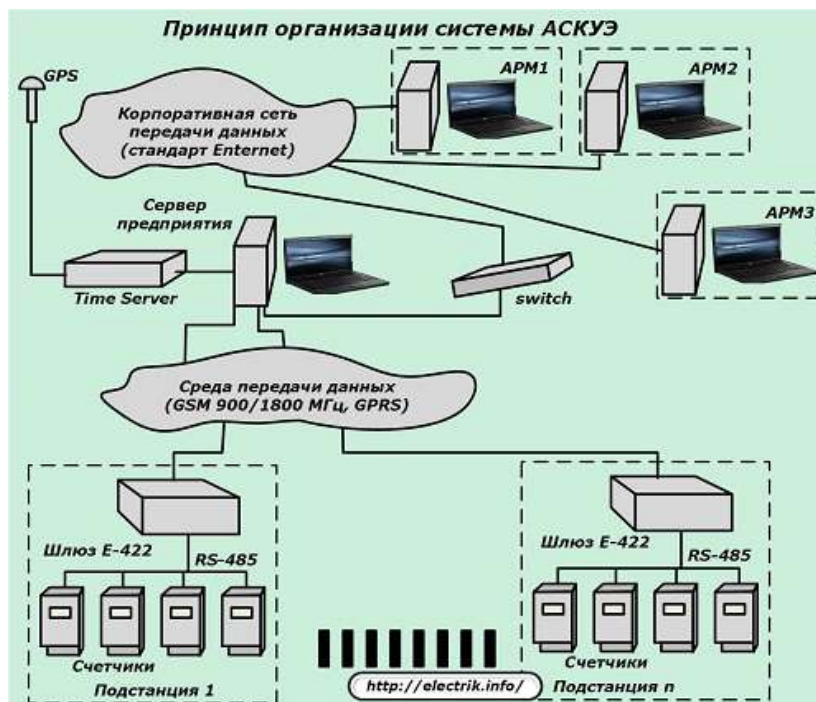 Принцип организации системы АСКУЭ
GPS
АРМ1
АРМ2
Корпоративная сеть
передачи данных
(стандарт Enternet)
Сервер
предприятия
АРМ3
Time Server
switch
Среда передачи данных
(GSM 900/1800 МГц, GPRS)
Шлюз Е-422
RS-485
Шлюз Е-422
RS-485
Счетчики
Счетчики
Подстанция 1
http://electrik.info/
Подстанция n